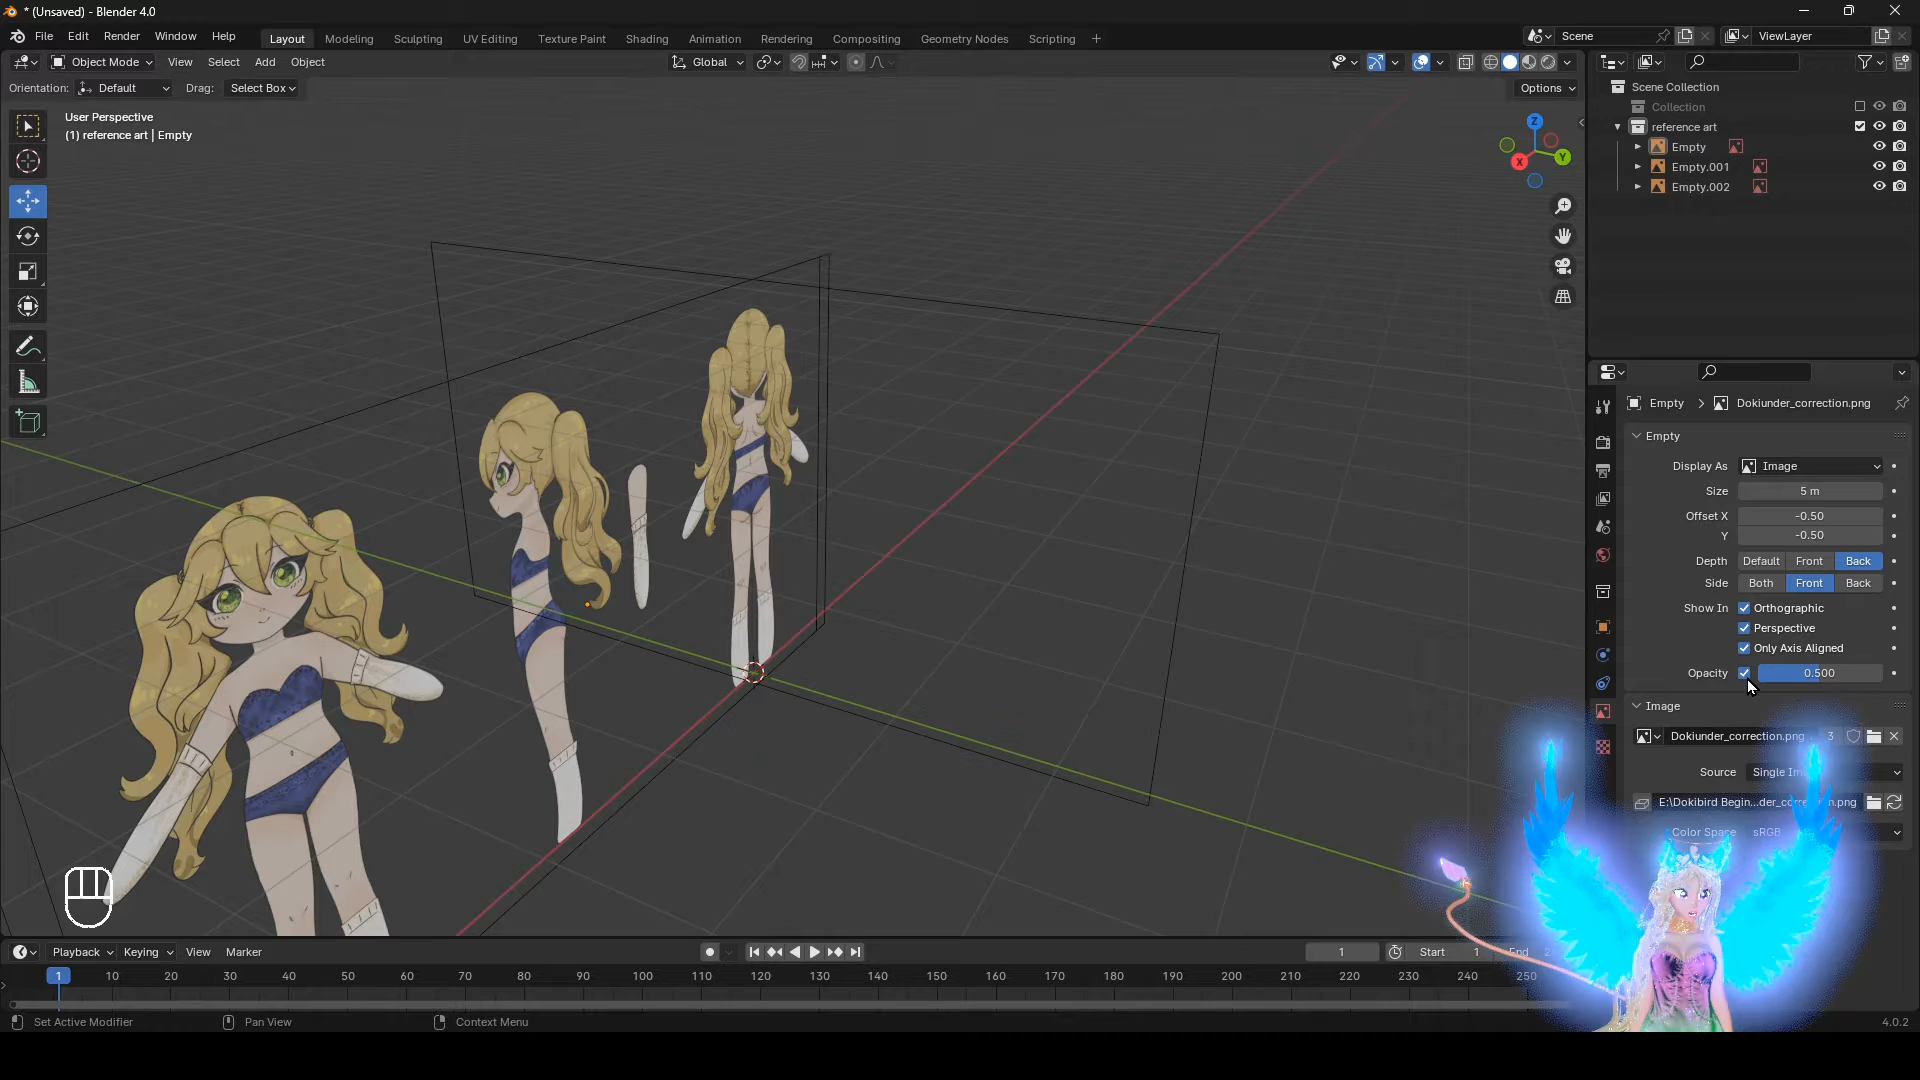 * (Unsaved) - Blender 4.0
File Edit Render Window Help
Layout Modeling Sculpting UV Editing Texture Paint Shading Animation Rendering Compositing Geometry Nodes Scripting +
Scene
ViewLayer
Object Mode View Select Add Object
Global
Orientation: Default Drag: Select Box
Options
User Perspective
(1) reference art | Empty
Z
Y
X
Scene Collection
Collection
reference art
Empty
Empty.001
Empty.002
Empty > Dokiunder_correction.png
Empty
Display As Image
Size 5 m
Offset X -0.50
Y -0.50
Depth Default Front Back
Side Both Front Back
Show In Orthographic
Perspective
Only Axis Aligned
Opacity 0.500
Image
Dokiunder_correction.png 3
Source Single
E:\Dokibird Begin...der_corre
Color Space sRGB
Playback Keying View Marker
1 Start 1 End
1 10 20 30 40 50 60 70 80 90 100 110 120 130 140 150 160 170 180 190 200 210 220 230 240 250
Set Active Modifier Pan View Context Menu
4.0.2